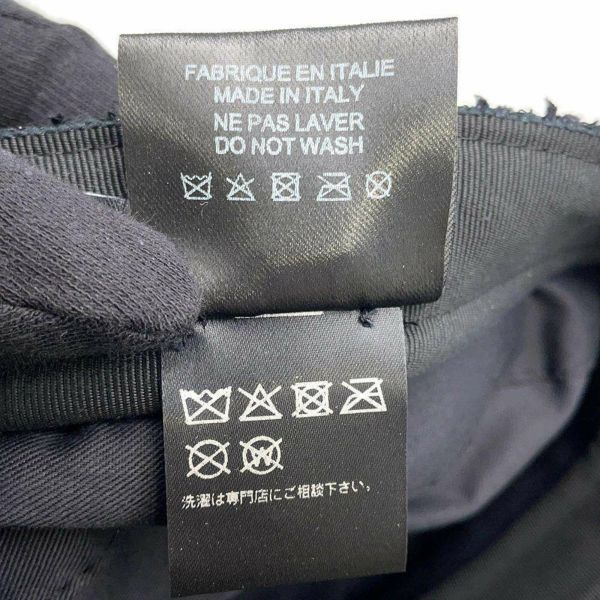 FABRIQUE EN ITALIE
MADE IN ITALY
NE PAS LAVER
DO NOT WASH
W
洗濯は専門店にご相談下さい。